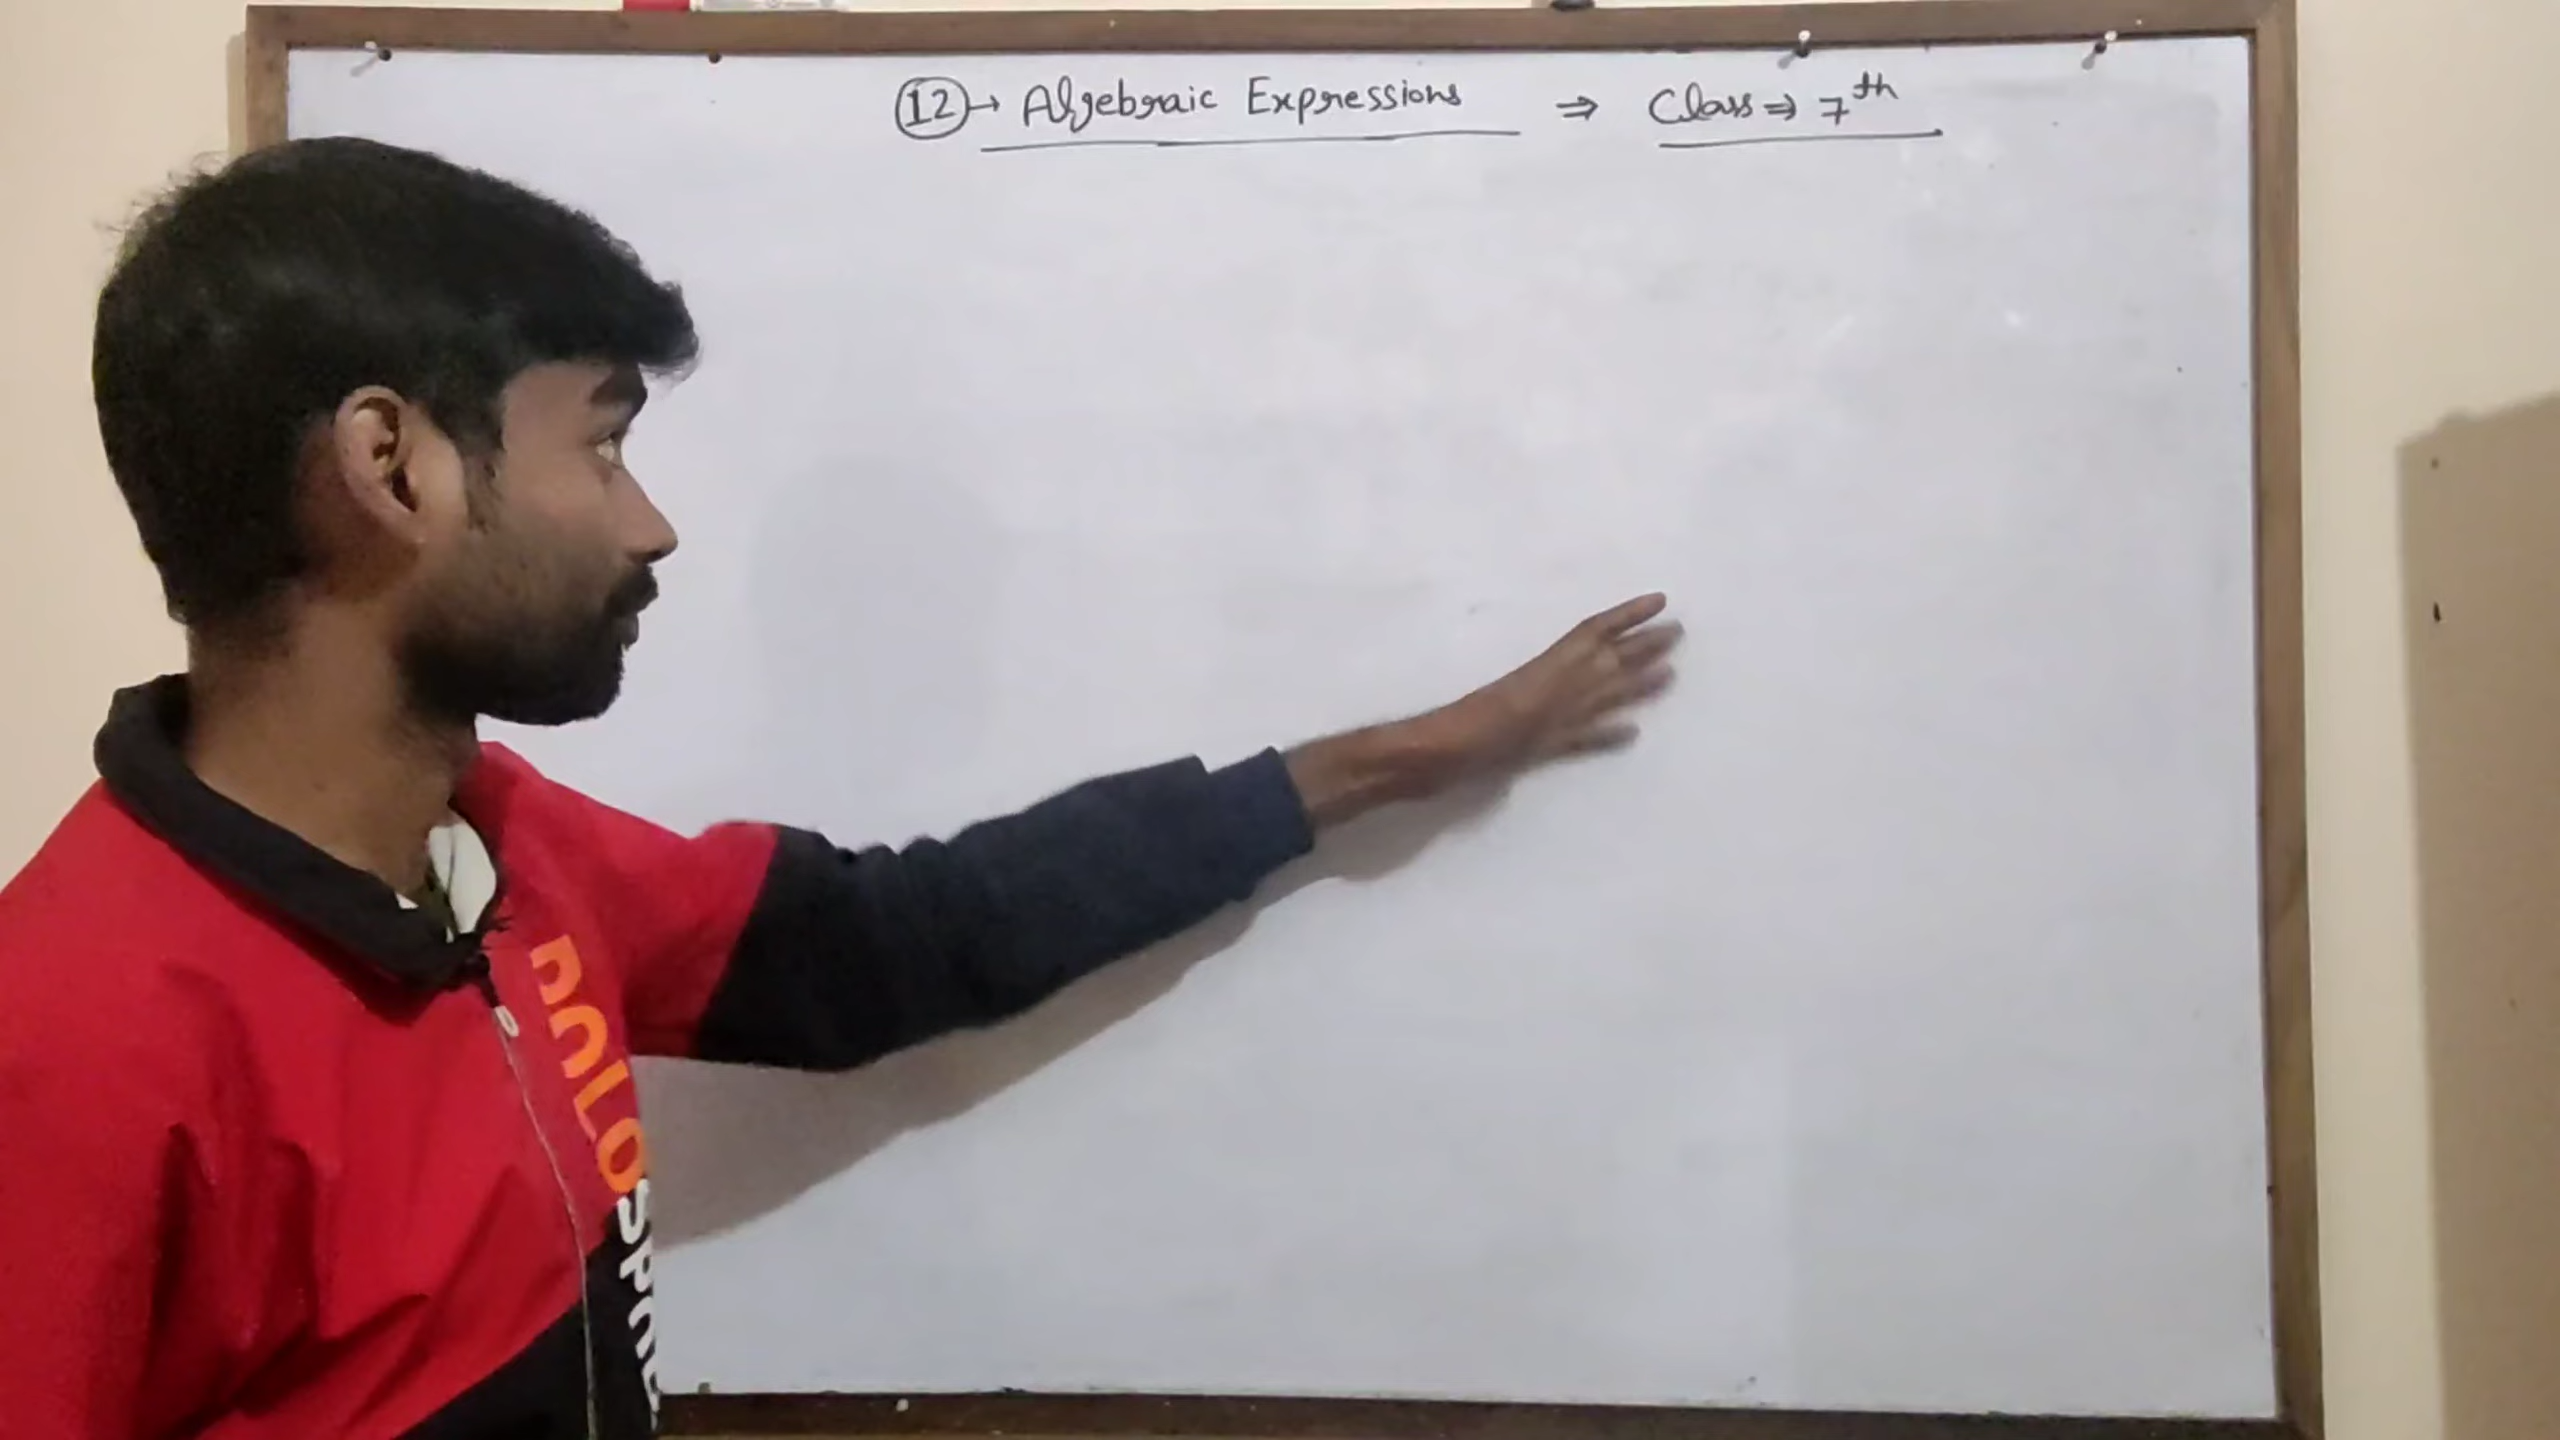 12 → Algebraic Expressions ⇒ Class ⇒ 7th